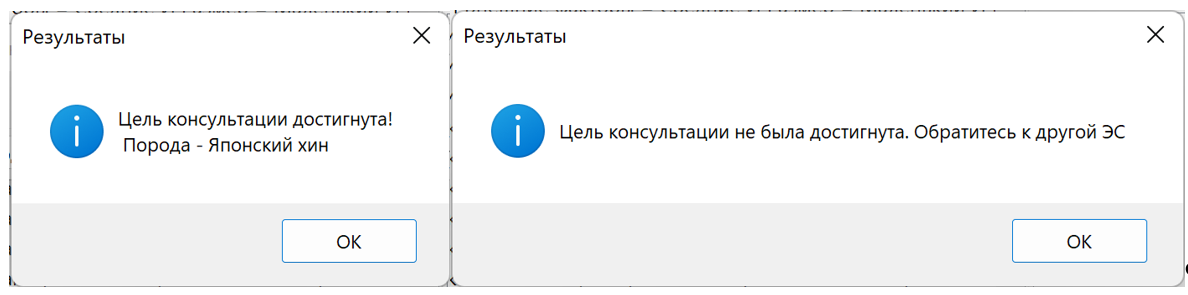 Результаты
Цель консультации достигнута!
Порода - Японский хин
OK
Результаты
Цель консультации не была достигнута. Обратитесь к другой ЭС
OK